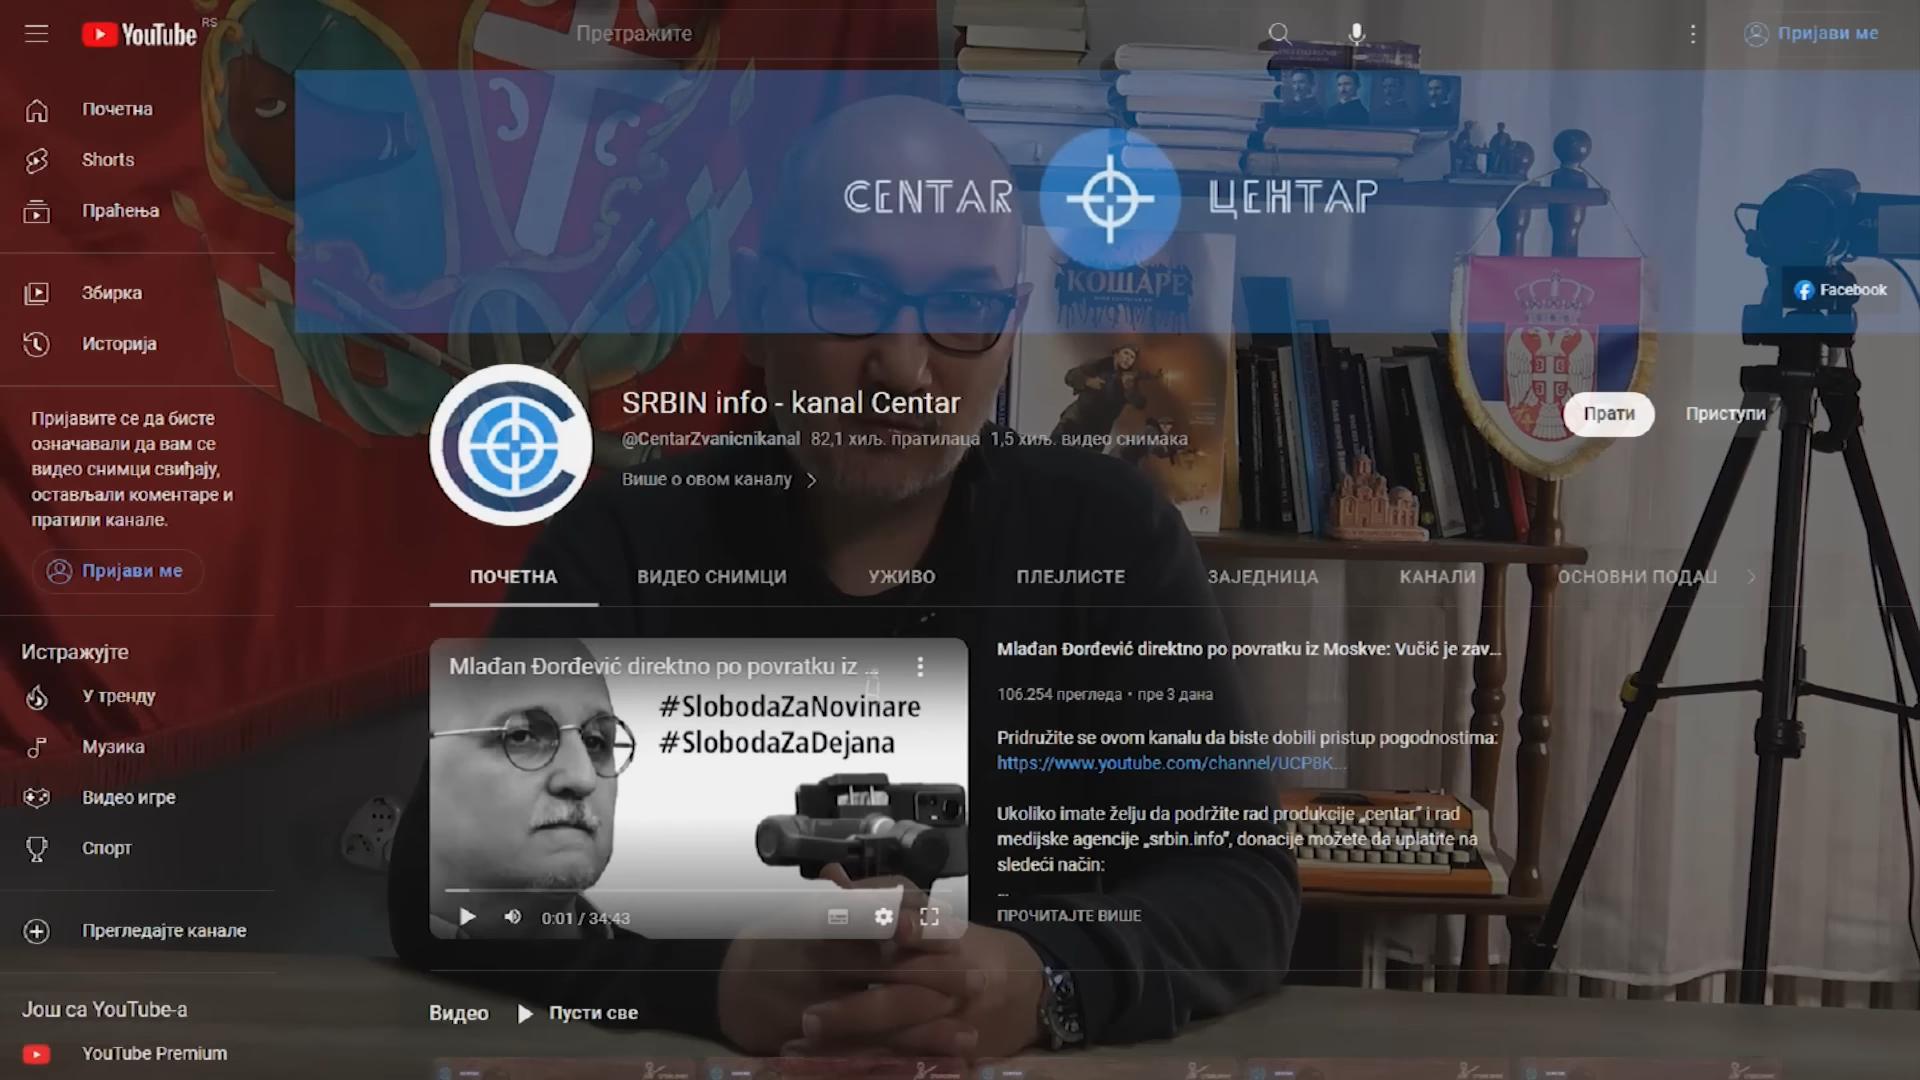 YouTube RS
Претражите
Пријави ме
Почетна
Shorts
Праћења
Збирка
Историја
Пријавите се да бисте
означавали да вам се
видео снимци свиђају,
остављали коментаре и
пратили канале.
Пријави ме
Истражујте
У тренду
Музика
Видео игре
Спорт
Прегледајте канале
Још са YouTube-а
YouTube Premium
CENTAR ЦЕНТАР
КОШАРЕ
Facebook
SRBIN info - kanal Centar
@CentarZvanicnikanal 82,1 хиљ. пратилаца 1,5 хиљ. видео снимака
Више о овом каналу
Прати
Приступи
ПОЧЕТНА ВИДЕО СНИМЦИ УЖИВО ПЛЕЈЛИСТЕ ЗАЈЕДНИЦА КАНАЛИ ОСНОВНИ ПОДАЦ
Mlađan Đorđević direktno po povratku iz ...
#SlobodaZaNovinare
#SlobodaZaDejana
0:01 / 34:43
Mlađan Đorđević direktno po povratku iz Moskve: Vučić je zav...
106.254 прегледа • пре 3 дана
Pridružite se ovom kanalu da biste dobili pristup pogodnostima:
https://www.youtube.com/channel/UCP8K...
Ukoliko imate želju da podržite rad produkcije „centar" i rad
medijske agencije „srbin.info", donacije možete da uplatite na
sledeći način:
...
ПРОЧИТАЈТЕ ВИШЕ
Видео
Пусти све